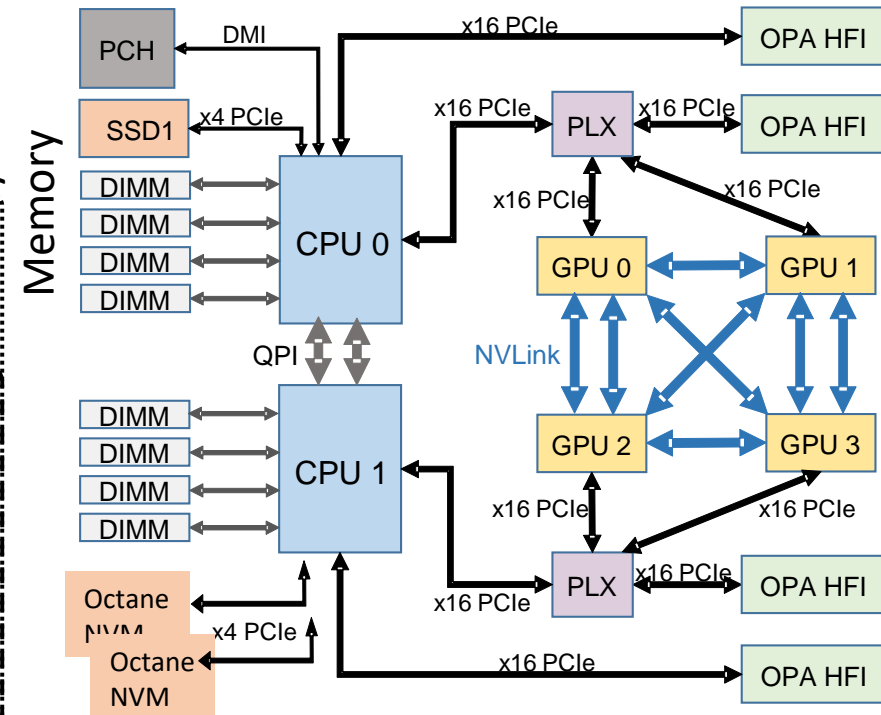 PCH
DMI
x16 PCIe
OPA HFI
SSD1
x4 PCIe
x16 PCIe
PLX
x16 PCIe
OPA HFI
Memory
DIMM
DIMM
DIMM
DIMM
CPU 0
x16 PCIe
x16 PCIe
GPU 0
GPU 1
QPI
NVLink
DIMM
DIMM
DIMM
DIMM
CPU 1
GPU 2
GPU 3
x16 PCIe
x16 PCIe
x16 PCIe
PLX
x16 PCIe
OPA HFI
Octane
NVM
x4 PCIe
Octane
NVM
x16 PCIe
OPA HFI